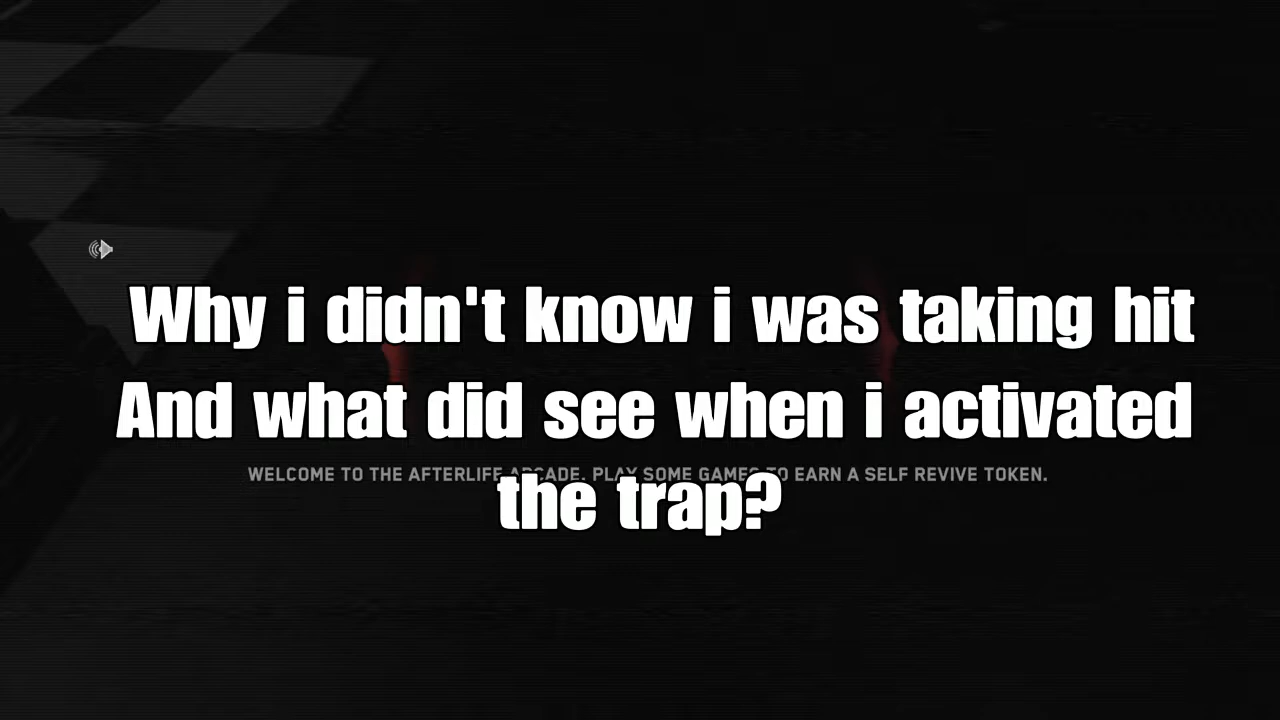 Why i didn't know i was taking hit
And what did see when i activated
WELCOME TO THE AFTERLIFE ARCADE. PLAY SOME GAMES TO EARN A SELF REVIVE TOKEN.
the trap?